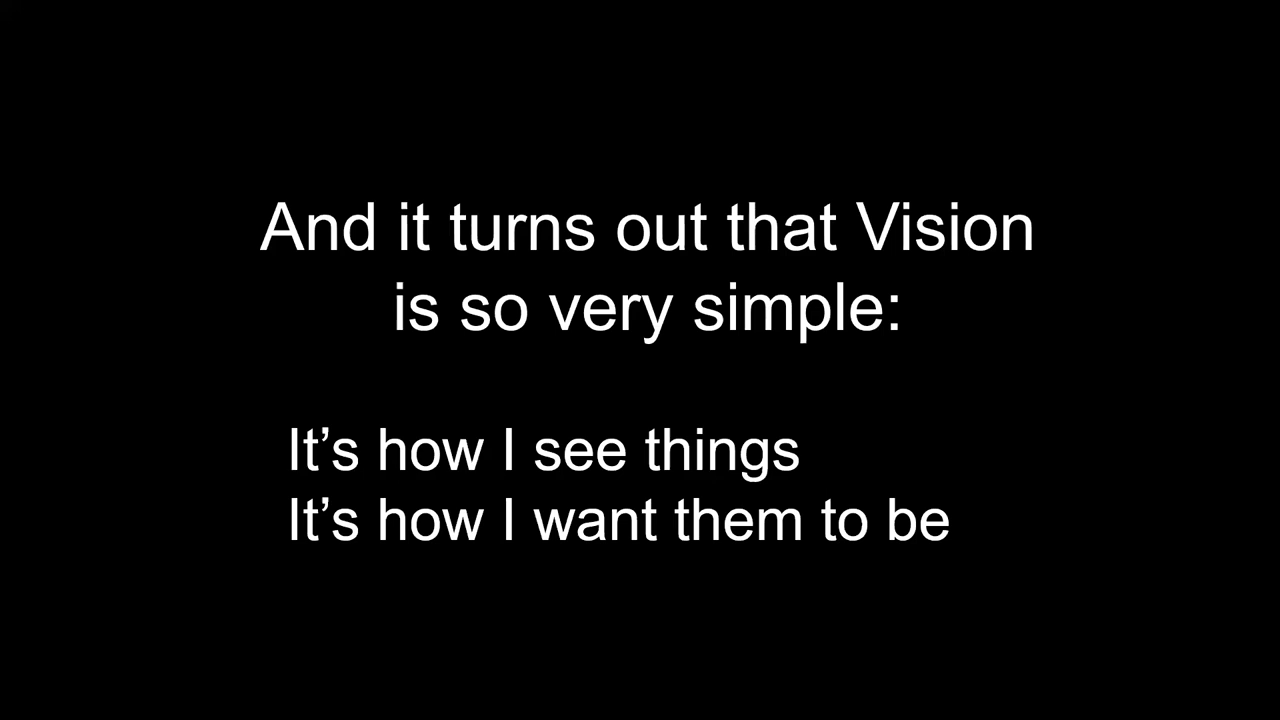 And it turns out that Vision
is so very simple:
It’s how I see things
It’s how I want them to be